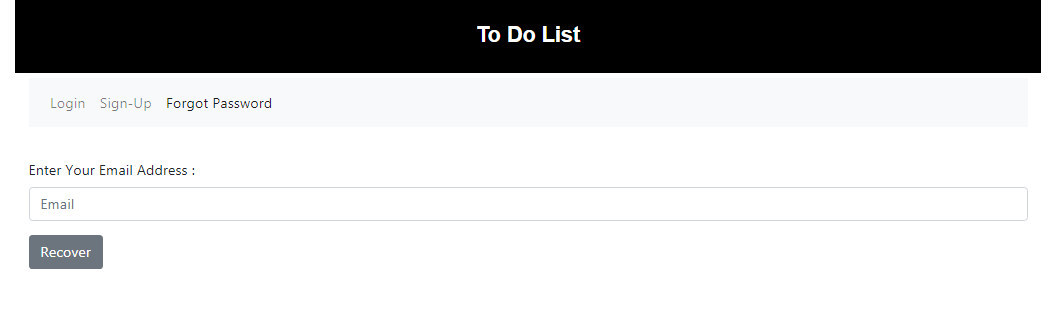 To Do List
Login Sign-Up Forgot Password
Enter Your Email Address :
Email
Recover